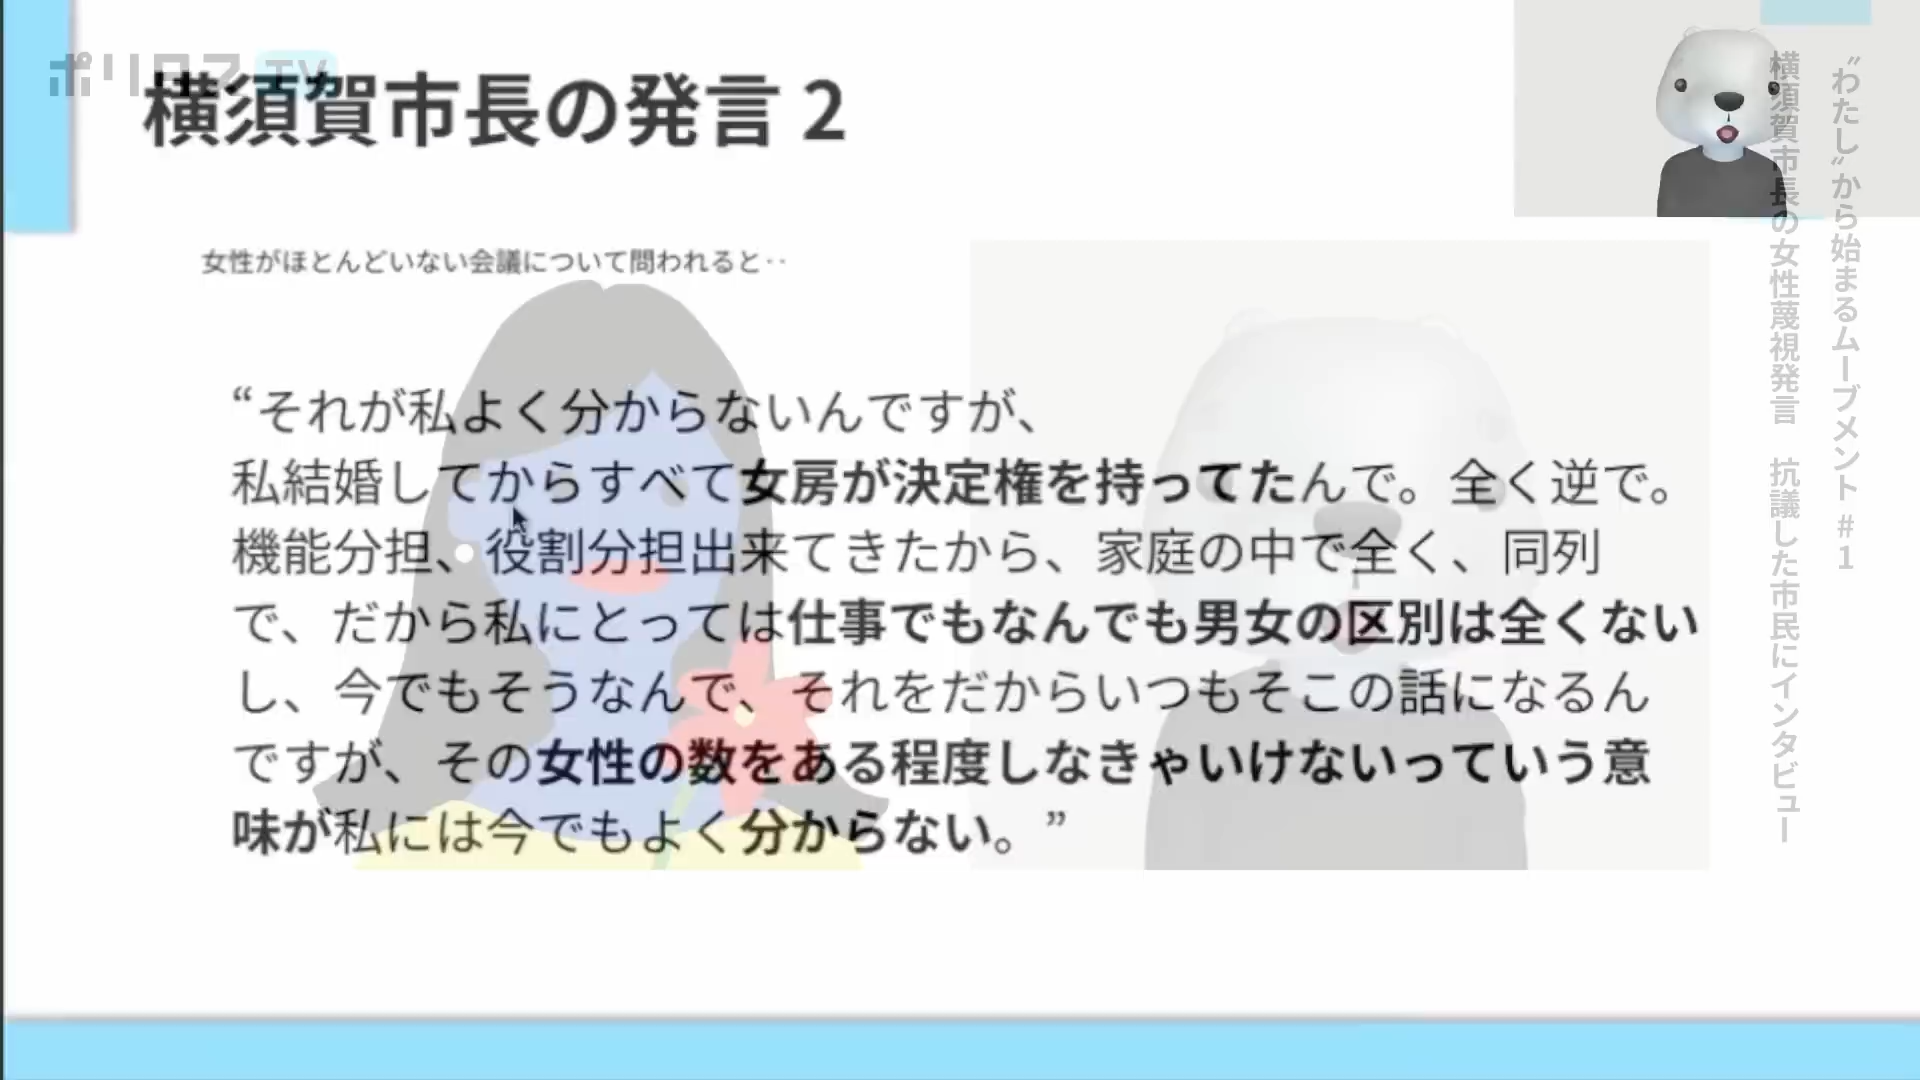 ポリロス TV
横須賀市長の発言 2
女性がほとんどいない会議について問われると‥
“それが私よく分からないんですが、
私結婚してからすべて女房が決定権を持ってたんで。全く逆で。
機能分担、役割分担出来てきたから、家庭の中で全く、同列
で、だから私にとっては仕事でもなんでも男女の区別は全くない
し、今でもそうなんで、それをだからいつもそこの話になるん
ですが、その女性の数をある程度しなきゃいけないっていう意
味が私には今でもよく分からない。”
“わたし”から始まるムーブメント#1
横須賀市長の女性蔑視発言 抗議した市民にインタビュー